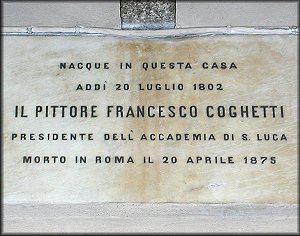 NACQUE IN QUESTA CASA
ADDÌ 20 LUGLIO 1802
IL PITTORE FRANCESCO COGHETTI
PRESIDENTE DELL'ACCADEMIA DI S. LUCA
MORTO IN ROMA IL 20 APRILE 1875